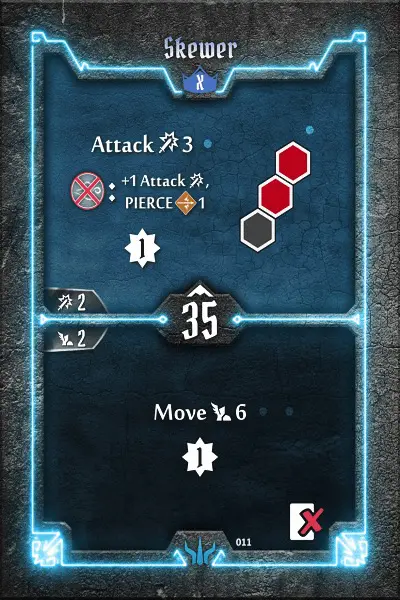 Skewer
X
Attack 3
+1 Attack,
PIERCE 1
1
2
35
2
Move 6
1
011